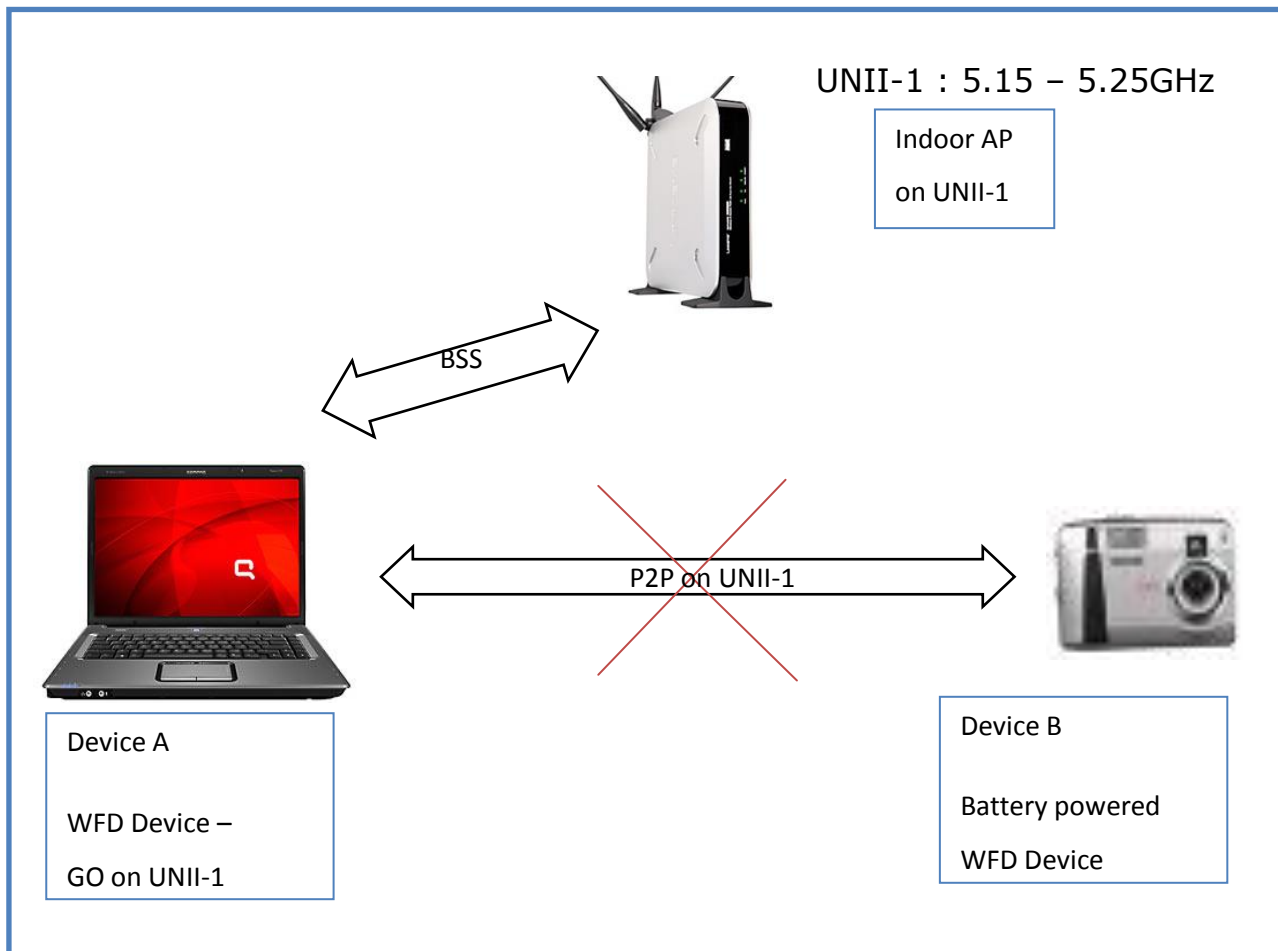 UNII-1 : 5.15 – 5.25GHz
Indoor AP
on UNII-1
BSS
P2P on UNII-1
Device A
WFD Device –
GO on UNII-1
Device B
Battery powered
WFD Device